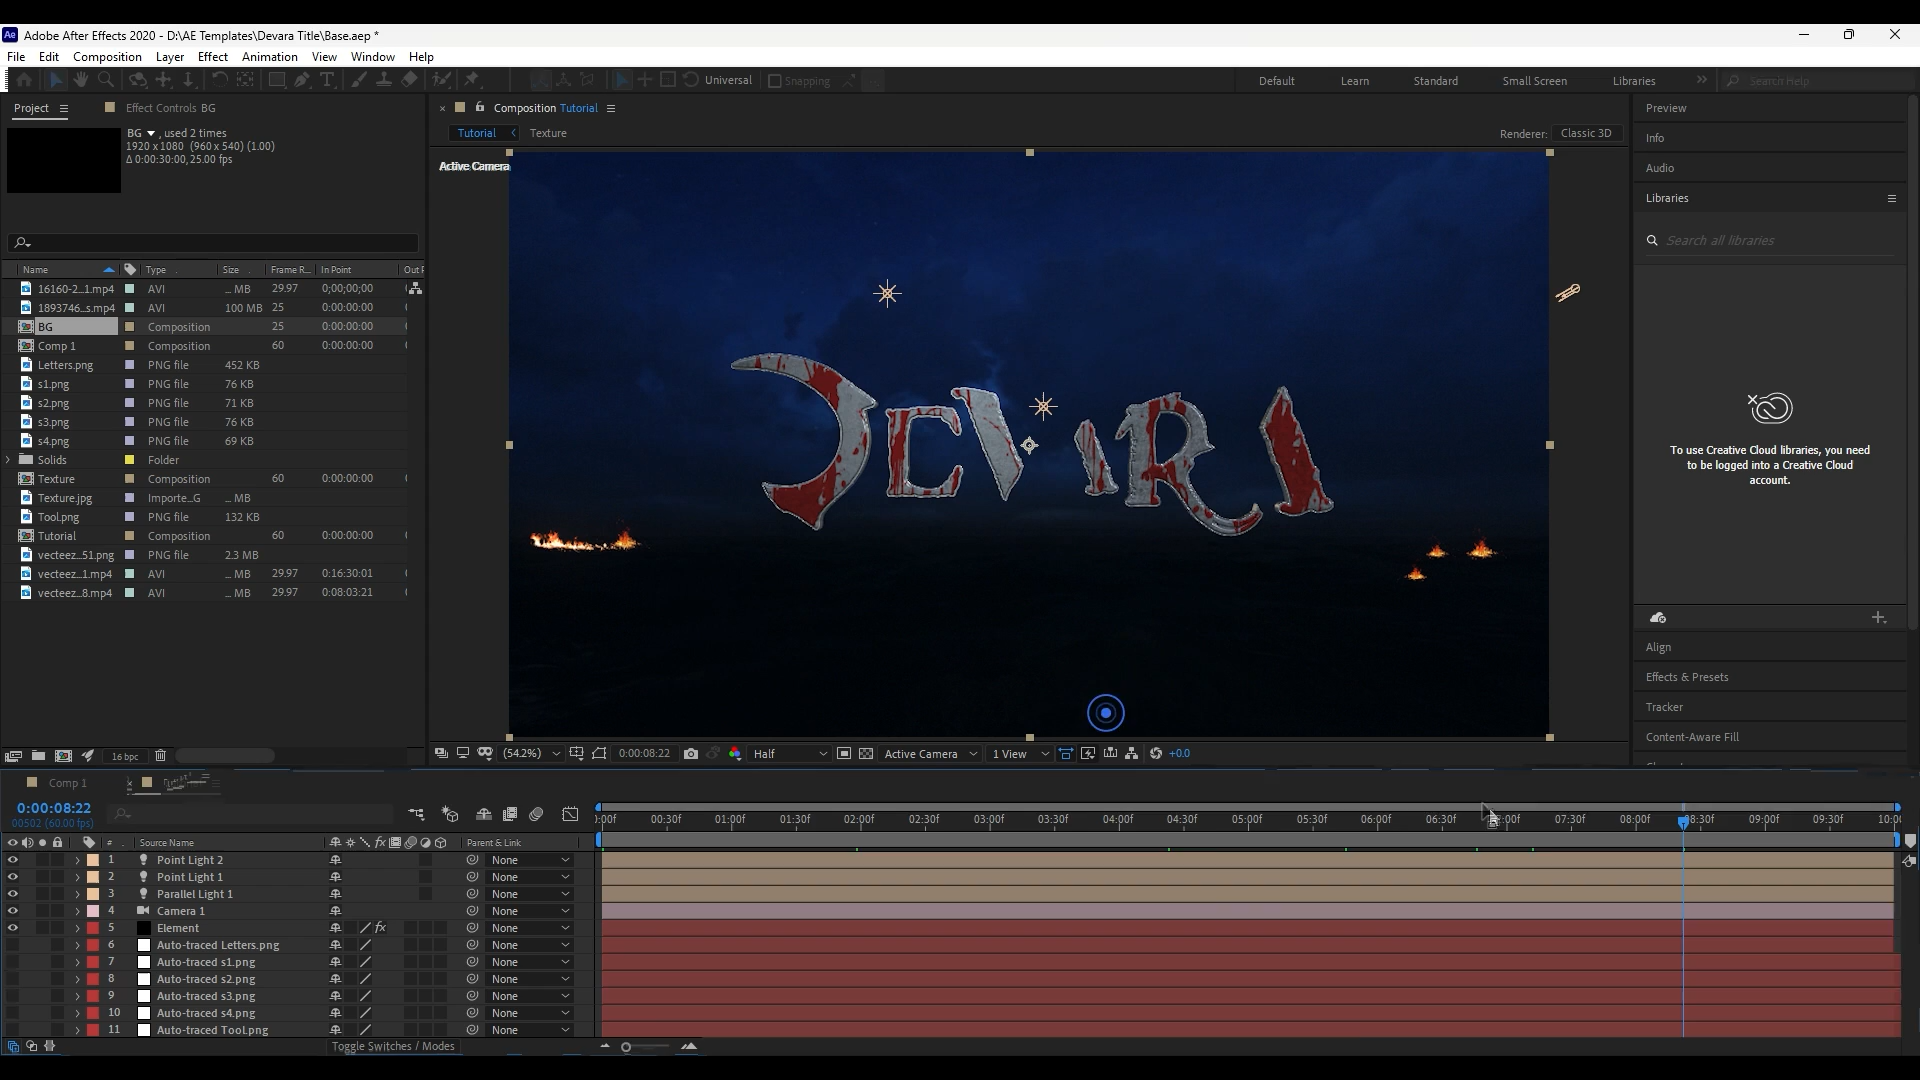 Adobe After Effects 2020 - D:\AE Templates\Devara Title\Base.aep *
File Edit Composition Layer Effect Animation View Window Help
Universal Snapping Default Learn Standard Small Screen Libraries Search Help
Project Effect Controls BG
BG , used 2 times
1920 x1080 (960 x 540) (1.00)
Δ 0:00:30:00, 25.00 fps
Name Type Size Frame R... In Point Out P
16160-2...1.mp4 AVI ... MB 29.97 0;00;00;00
1893746...s.mp4 AVI 100 MB 25 0:00:00:00
BG Composition 25 0:00:00:00
Comp 1 Composition 60 0:00:00:00
Letters.png PNG file 452 KB
s1.png PNG file 76 KB
s2.png PNG file 71 KB
s3.png PNG file 76 KB
s4.png PNG file 69 KB
Solids Folder
Texture Composition 60 0:00:00:00
Texture.jpg Importe...G ... MB
Tool.png PNG file 132 KB
Tutorial Composition 60 0:00:00:00
vecteez...51.png PNG file 2.3 MB
vecteez...1.mp4 AVI ... MB 29.97 0:16:30:01
vecteez...8.mp4 AVI ... MB 29.97 0:08:03:21
16 bpc
Composition Tutorial
Tutorial Texture
Renderer: Classic 3D
Active Camera
DEVARA
(54.2%) 0:00:08:22 Half Active Camera 1 View +0.0
Preview
Info
Audio
Libraries
Search all libraries
To use Creative Cloud libraries, you need
to be logged into a Creative Cloud
account.
Align
Effects & Presets
Tracker
Content-Aware Fill
Comp 1
0:00:08:22
00502 (60.00 fps)
):00f 00:30f 01:00f 01:30f 02:00f 02:30f 03:00f 03:30f 04:00f 04:30f 05:00f 05:30f 06:00f 06:30f 07:30f 08:00f 08:30f 09:00f 09:30f 10:0
# Source Name Parent & Link
1 Point Light 2 None
2 Point Light 1 None
3 Parallel Light 1 None
4 Camera 1 None
5 Element fx None
6 Auto-traced Letters.png None
7 Auto-traced s1.png None
8 Auto-traced s2.png None
9 Auto-traced s3.png None
10 Auto-traced s4.png None
11 Auto-traced Tool.png None
Toggle Switches / Modes